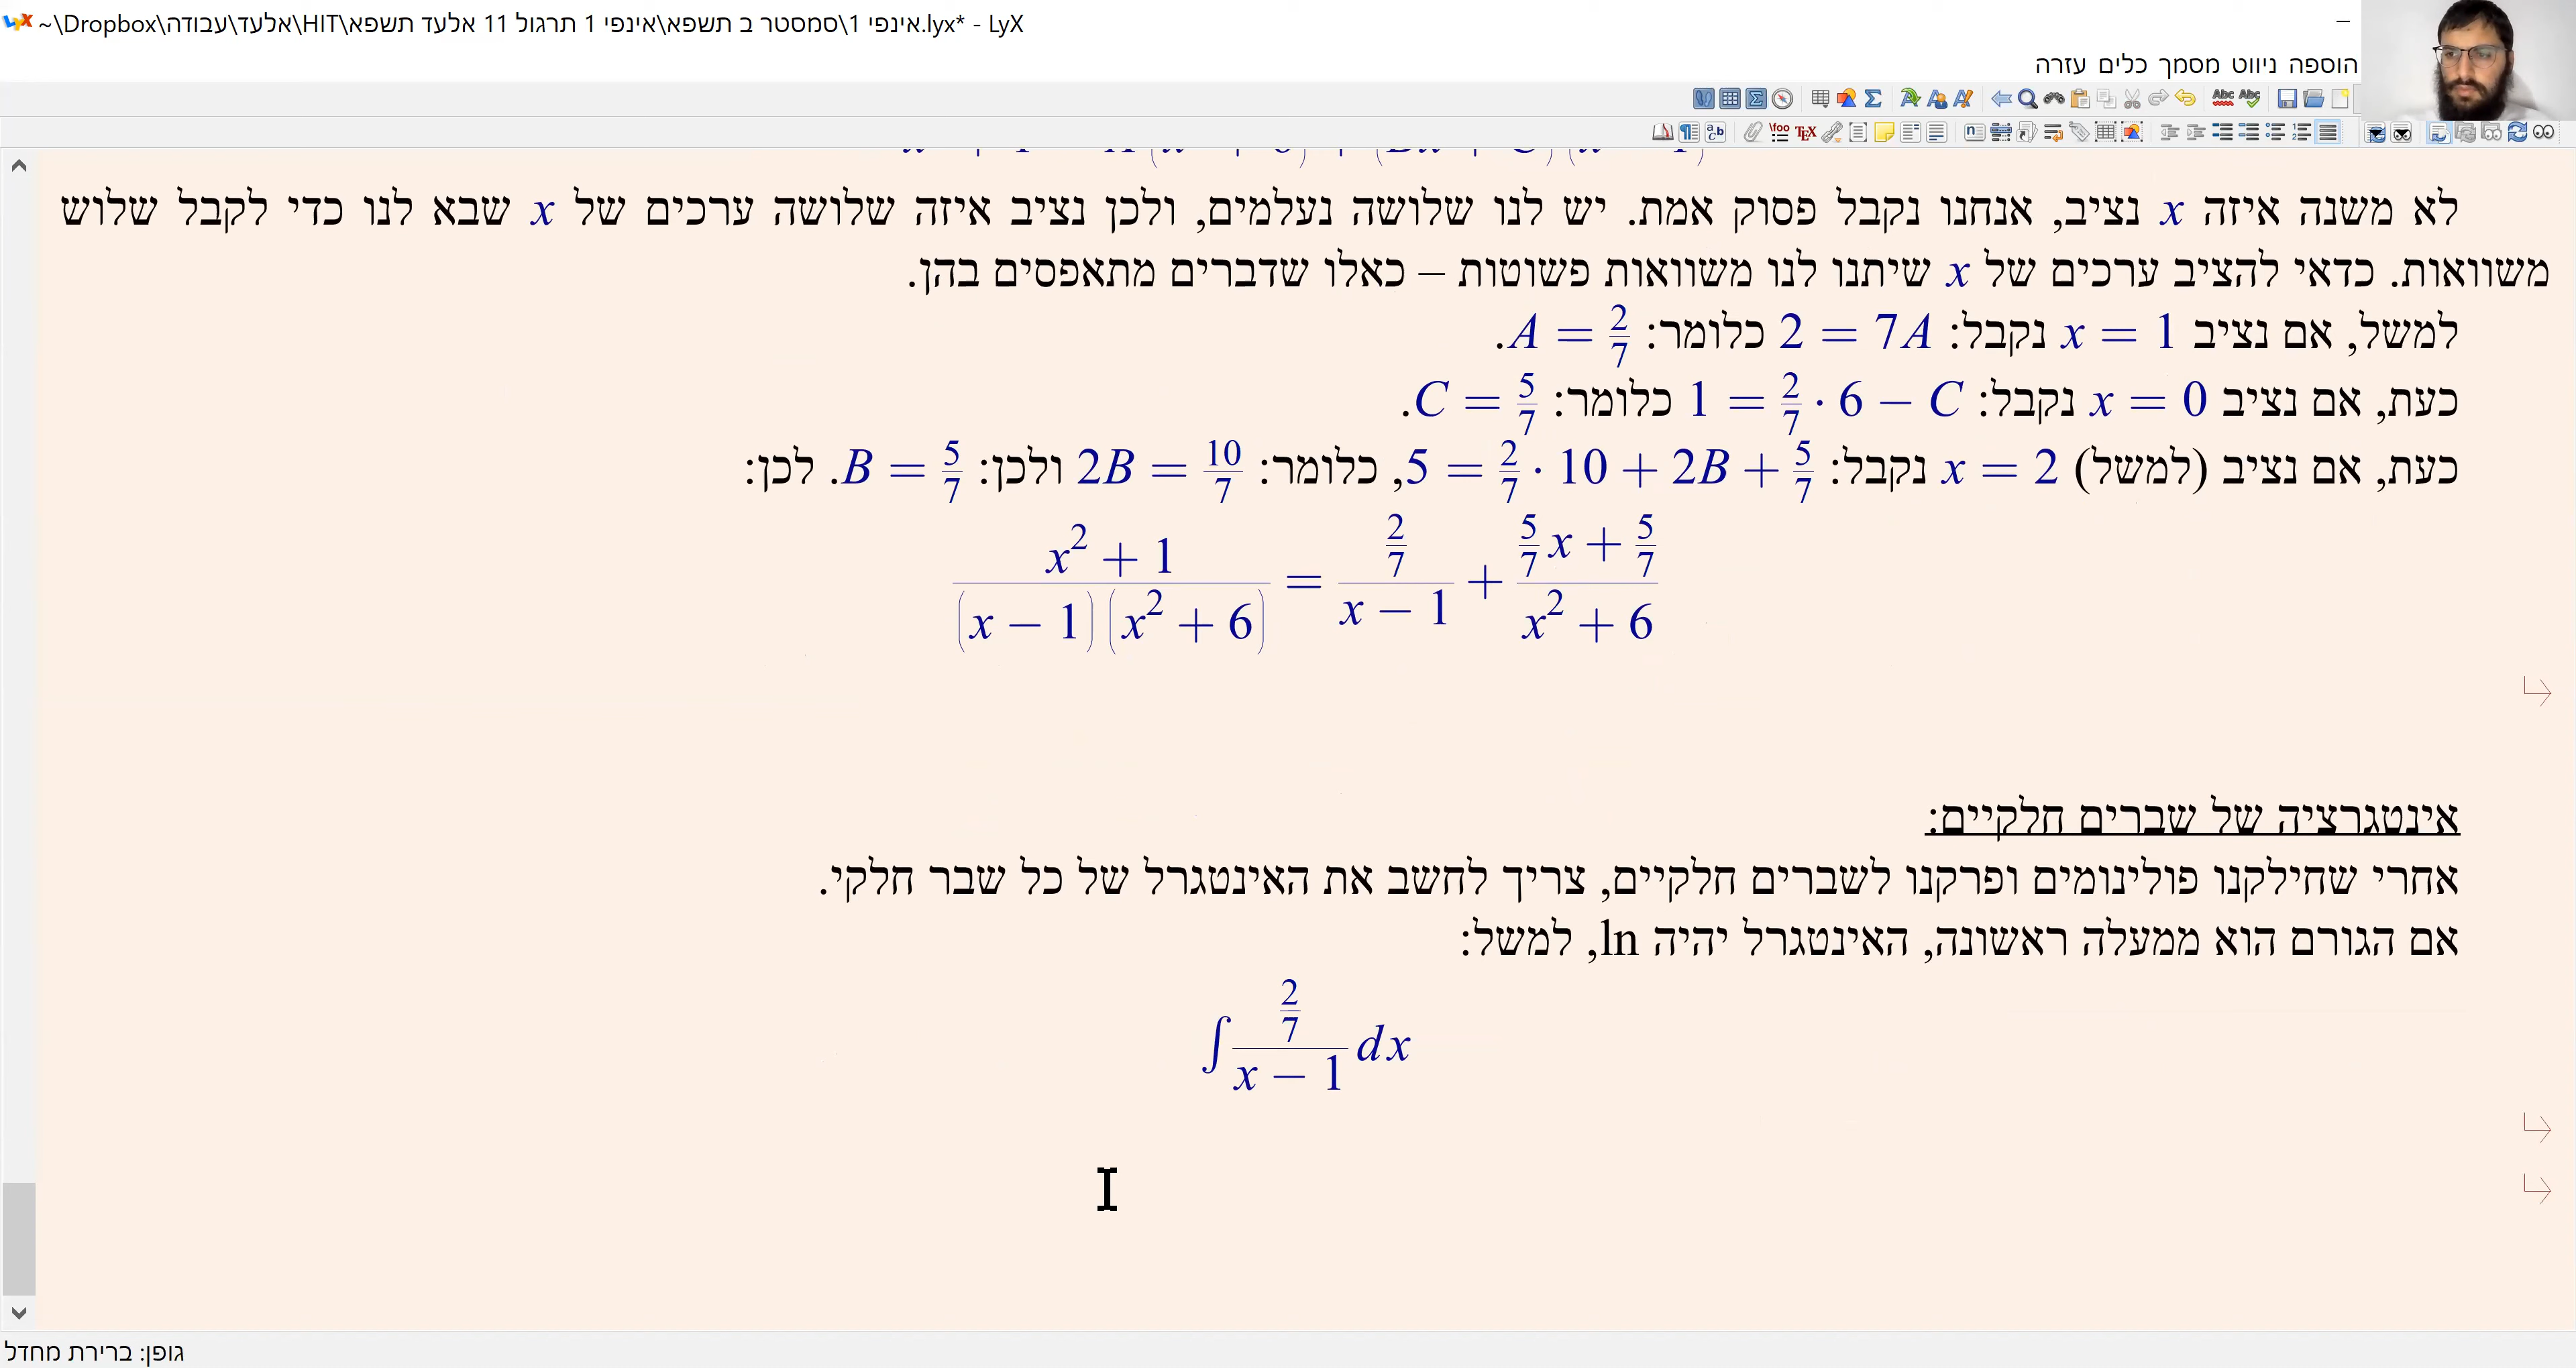 ~\Dropbox\אינפי 1\סמסטר ב תשפא\אינפי 1 תרגול 11 אלעד תשפא\HIT\אלעד\עבודה.lyx* - LyX
הוספה ניווט מסמך כלים עזרה
לא משנה איזה x נציב, אנחנו נקבל פסוק אמת. יש לנו שלושה נעלמים, ולכן נציב איזה שלושה ערכים של x שבא לנו כדי לקבל שלוש
משוואות. כדאי להציב ערכים של x שיתנו לנו משוואות פשוטות – כאלו שדברים מתאפסים בהן.
למשל, אם נציב x = 1 נקבל: 2 = 7A כלומר: A = 2/7.
כעת, אם נציב x = 0 נקבל: 1 = 2/7 · 6 − C כלומר: C = 5/7.
כעת, אם נציב (למשל) x = 2 נקבל: 5 = 2/7 · 10 + 2B + 5/7, כלומר: 2B = 10/7 ולכן: B = 5/7. לכן:
(x² + 1)/((x − 1)(x² + 6)) = (2/7)/(x − 1) + (5/7 x + 5/7)/(x² + 6)
אינטגרציה של שברים חלקיים:
אחרי שחילקנו פולינומים ופרקנו לשברים חלקיים, צריך לחשב את האינטגרל של כל שבר חלקי.
אם הגורם הוא ממעלה ראשונה, האינטגרל יהיה ln, למשל:
∫ (2/7)/(x − 1) dx
גופן: ברירת מחדל